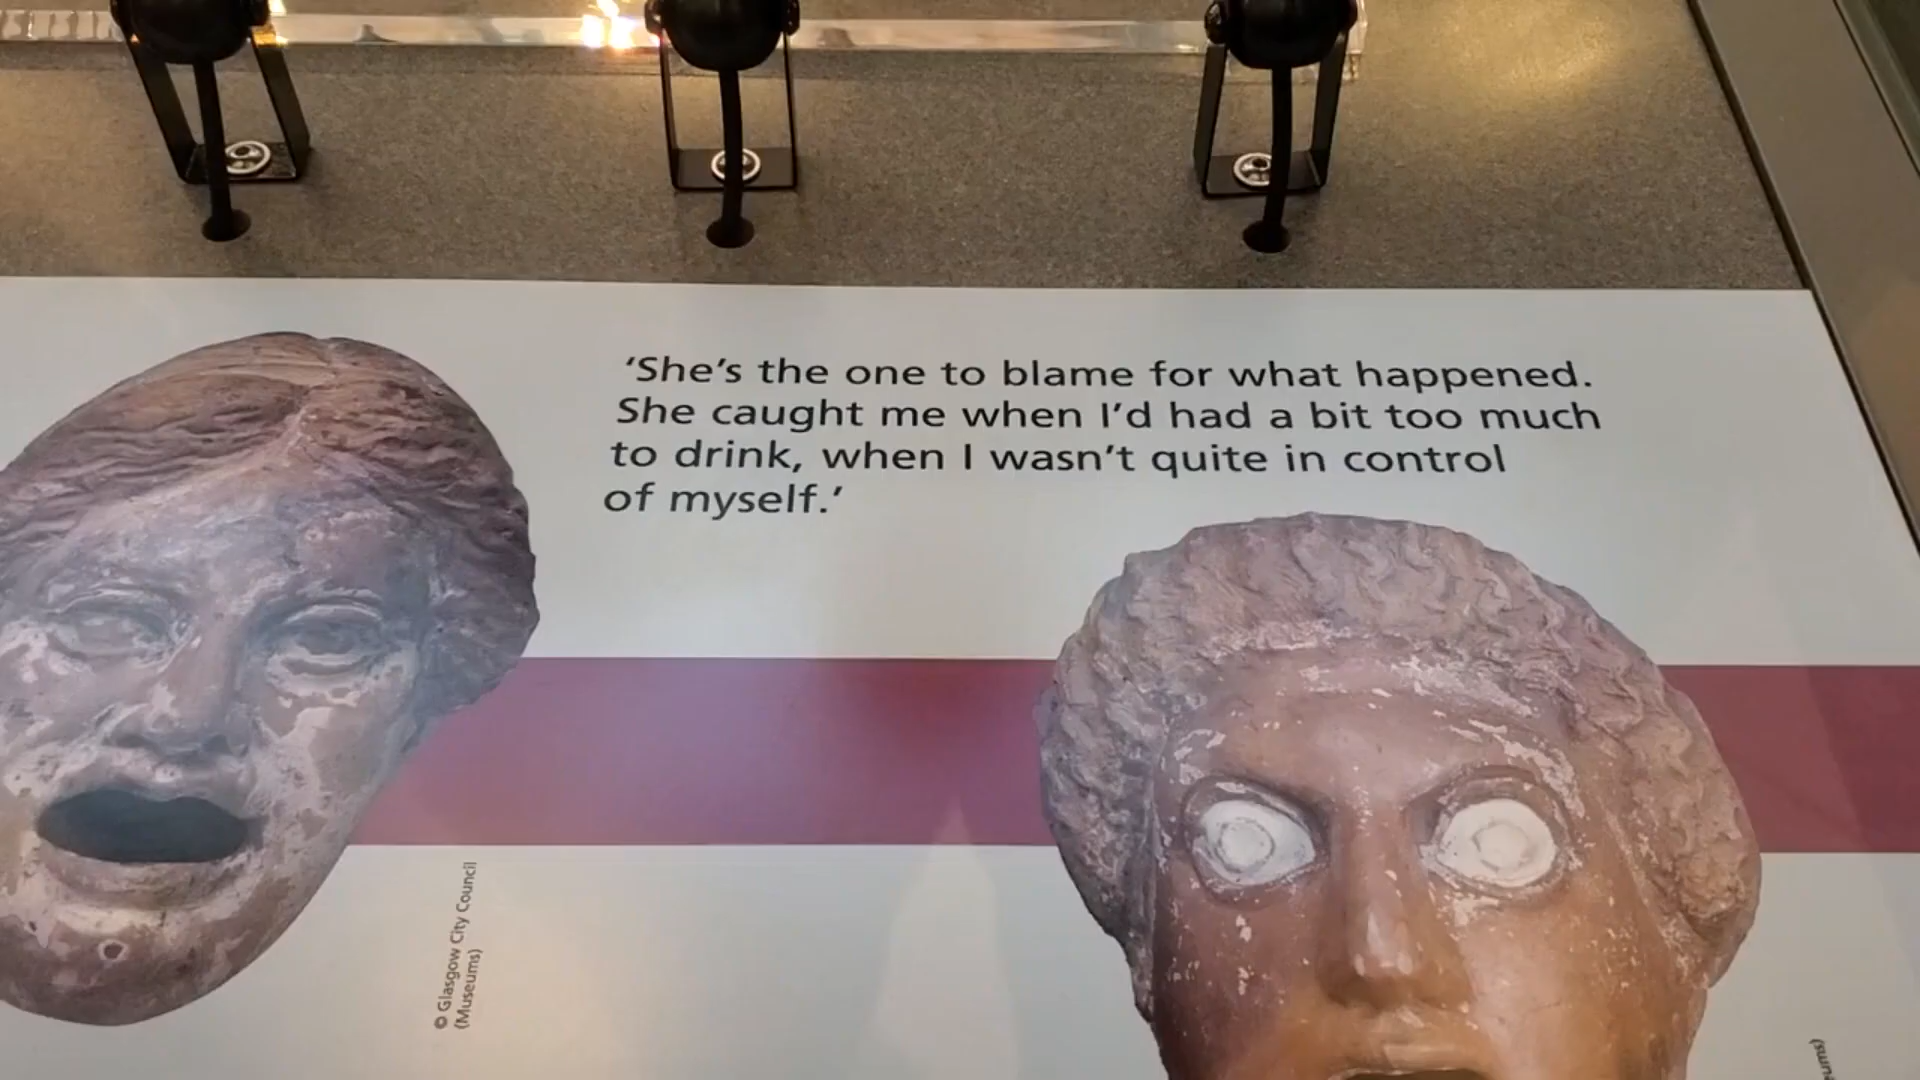 ‘She’s the one to blame for what happened.
She caught me when I’d had a bit too much
to drink, when I wasn’t quite in control
of myself.’
© Glasgow City Council
(Museums)